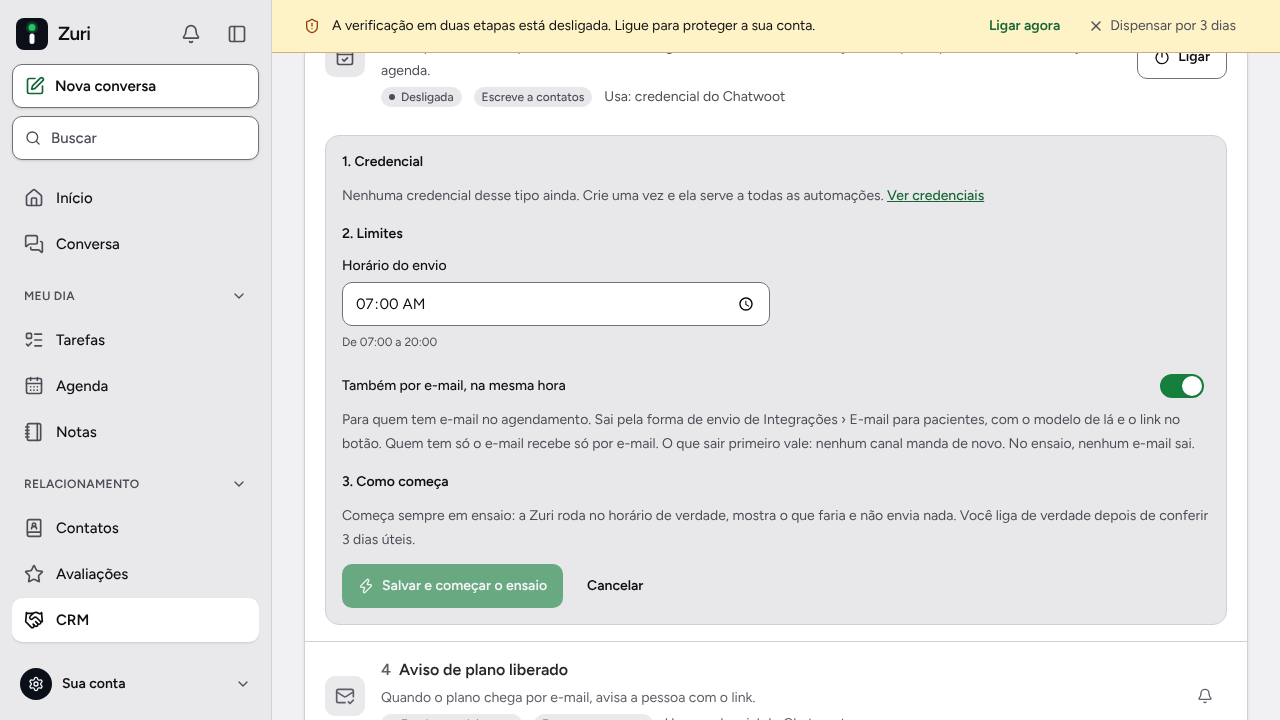 Zuri
A verificação em duas etapas está desligada. Ligue para proteger a sua conta.
Ligar agora
Dispensar por 3 dias
Nova conversa
Buscar
Início
Conversa
MEU DIA
Tarefas
Agenda
Notas
RELACIONAMENTO
Contatos
Avaliações
CRM
Sua conta
agenda.
Ligar
Desligada
Escreve a contatos
Usa: credencial do Chatwoot
1. Credencial
Nenhuma credencial desse tipo ainda. Crie uma vez e ela serve a todas as automações. Ver credenciais
2. Limites
Horário do envio
07:00 AM
De 07:00 a 20:00
Também por e-mail, na mesma hora
Para quem tem e-mail no agendamento. Sai pela forma de envio de Integrações › E-mail para pacientes, com o modelo de lá e o link no
botão. Quem tem só o e-mail recebe só por e-mail. O que sair primeiro vale: nenhum canal manda de novo. No ensaio, nenhum e-mail sai.
3. Como começa
Começa sempre em ensaio: a Zuri roda no horário de verdade, mostra o que faria e não envia nada. Você liga de verdade depois de conferir
3 dias úteis.
Salvar e começar o ensaio
Cancelar
4 Aviso de plano liberado
Quando o plano chega por e-mail, avisa a pessoa com o link.